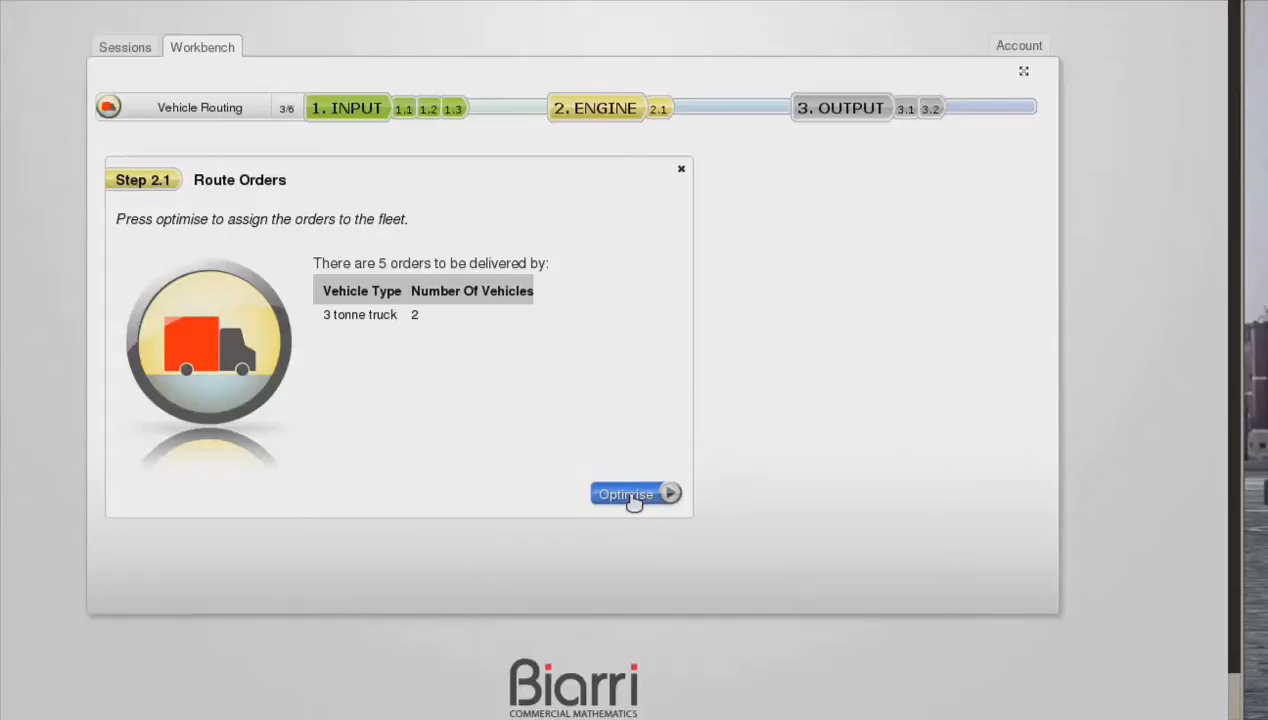 Sessions Workbench Account
Vehicle Routing 3/6 1. INPUT 1.1 1.2 1.3 2. ENGINE 2.1 3. OUTPUT 3.1 3.2
Step 2.1 Route Orders
Press optimise to assign the orders to the fleet.
There are 5 orders to be delivered by:
Vehicle Type Number Of Vehicles
3 tonne truck 2
Optimise
Biarri
COMMERCIAL MATHEMATICS